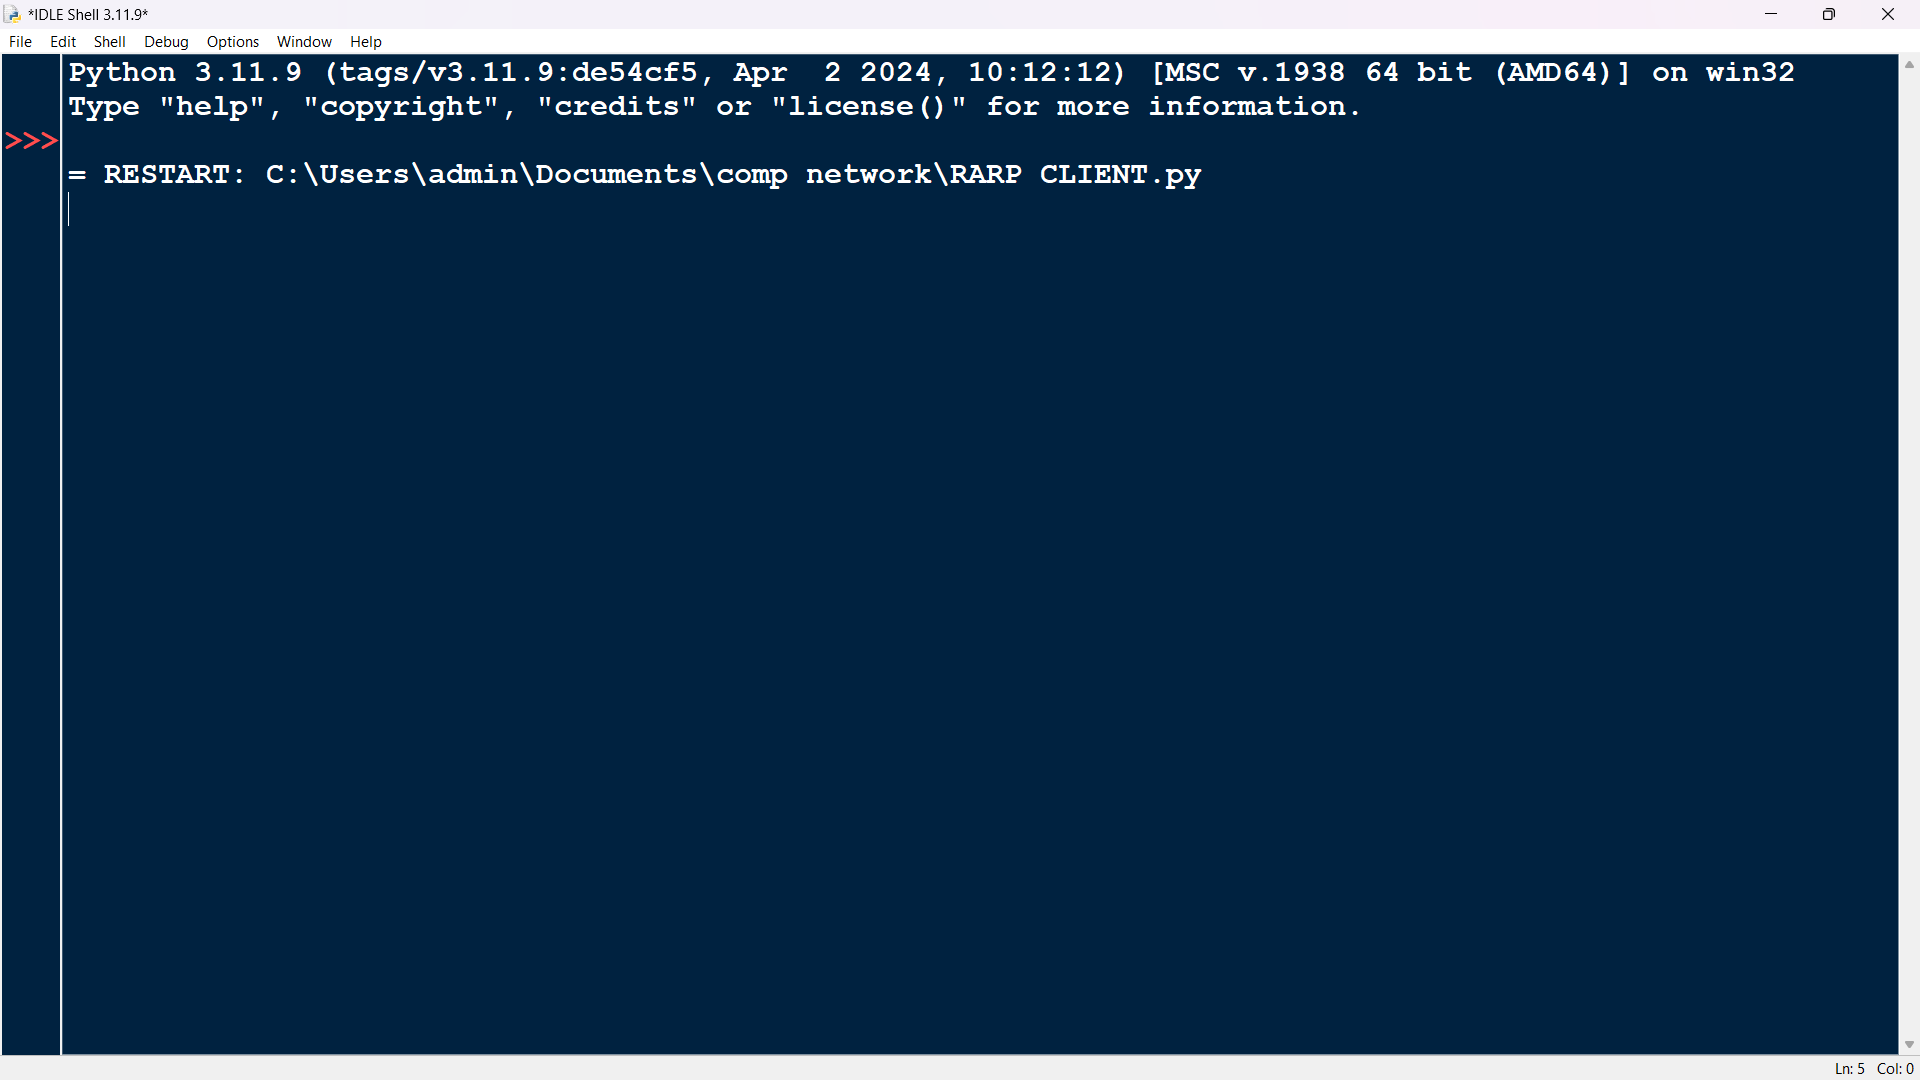 *IDLE Shell 3.11.9*
File Edit Shell Debug Options Window Help
Python 3.11.9 (tags/v3.11.9:de54cf5, Apr  2 2024, 10:12:12) [MSC v.1938 64 bit (AMD64)] on win32
Type "help", "copyright", "credits" or "license()" for more information.
>>>
= RESTART: C:\Users\admin\Documents\comp network\RARP CLIENT.py
Ln: 5 Col: 0